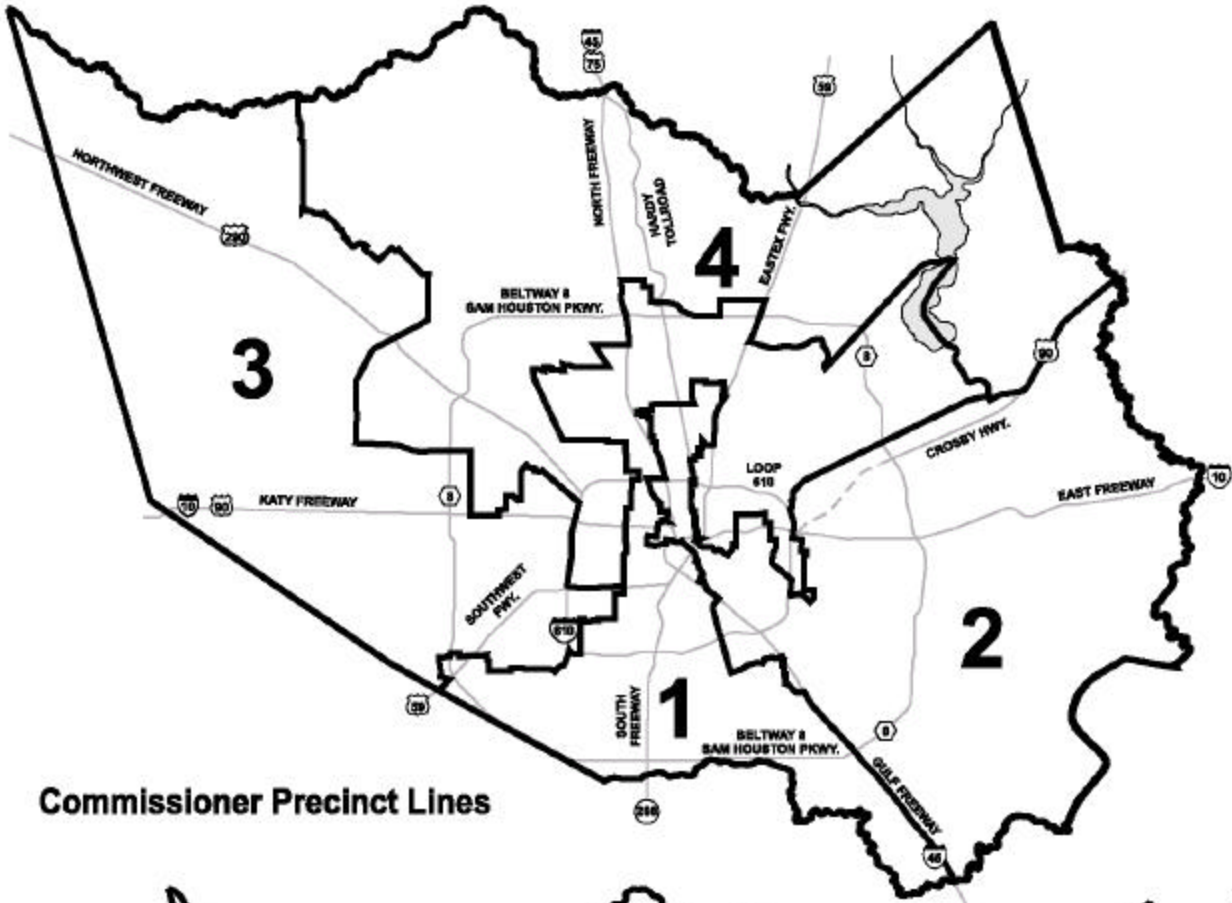 45
75
59
NORTHWEST FREEWAY
NORTH FREEWAY
HARDY
TOLLROAD
EASTEX FWY.
290
4
BELTWAY 8
SAM HOUSTON PKWY.
3
8
90
CROSBY HWY.
LOOP
610
EAST FREEWAY
10
10
90
KATY FREEWAY
8
SOUTHWEST
FWY.
610
2
59
SOUTH
FREEWAY
1
BELTWAY 8
SAM HOUSTON PKWY.
8
GULF FREEWAY
Commissioner Precinct Lines
288
45